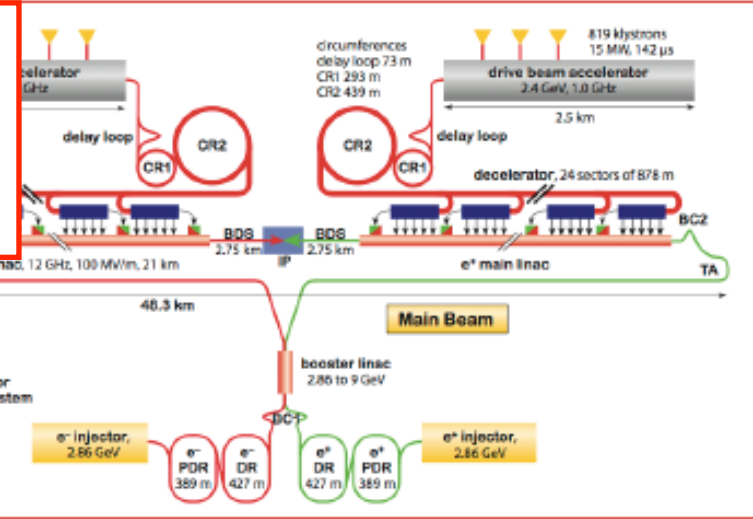 819 klystrons
15 MW, 142 µs
circumferences
delay loop 73 m
CR1 293 m
CR2 439 m
celerator
GHz
drive beam accelerator
2.4 GeV, 1.0 GHz
2.5 km
delay loop
CR2
CR1
CR2
CR1
delay loop
decelerator, 24 sectors of 878 m
BDS
2.75 km
IP
BDS
2.75 km
BC2
nac, 12 GHz, 100 MV/m, 21 km
e⁺ main linac
TA
48.3 km
Main Beam
booster linac
2.86 to 9 GeV
or
stem
BC1
e⁻ injector,
2.86 GeV
e⁻
PDR
389 m
e⁻
DR
427 m
e⁺
DR
427 m
e⁺
PDR
389 m
e⁺ injector,
2.86 GeV